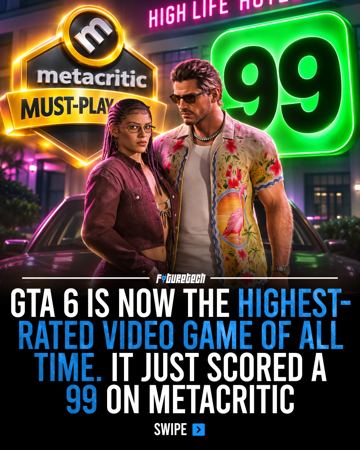 HIGH LIFE HOTE
m
metacritic
MUST-PLAY
99
Futuretech
GTA 6 IS NOW THE HIGHEST-
RATED VIDEO GAME OF ALL
TIME. IT JUST SCORED A
99 ON METACRITIC
SWIPE